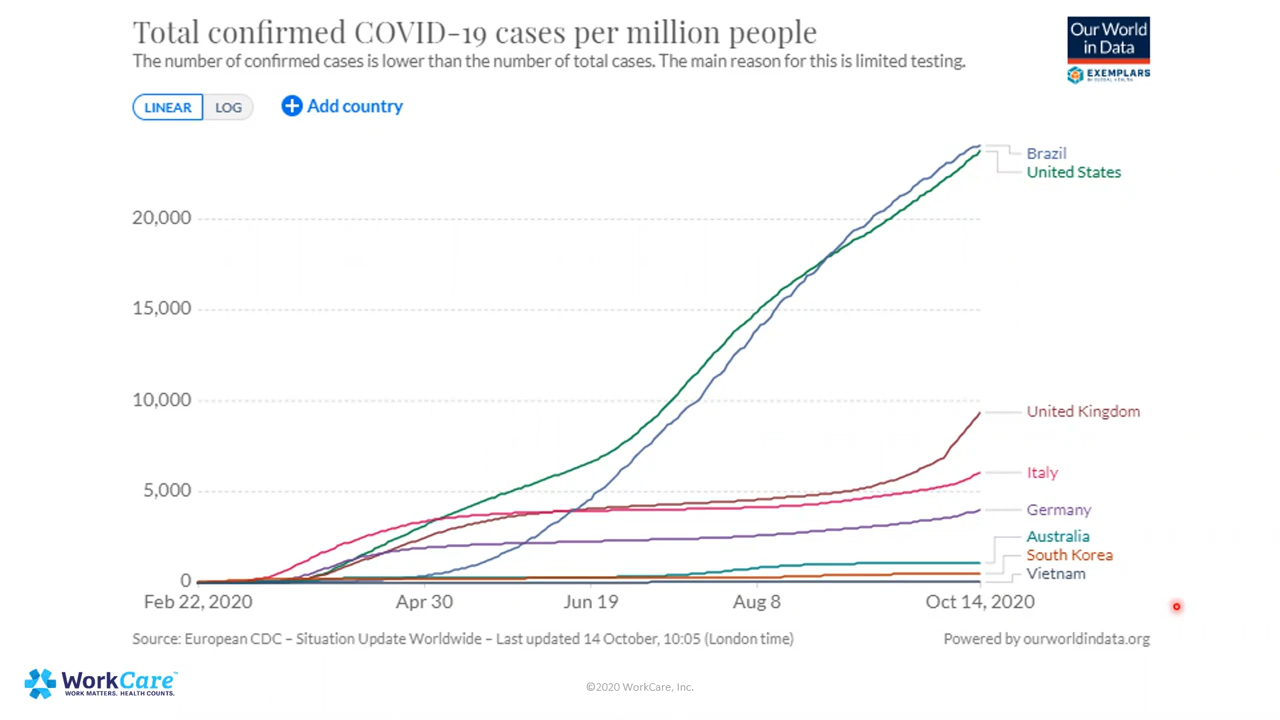 Total confirmed COVID-19 cases per million people
The number of confirmed cases is lower than the number of total cases. The main reason for this is limited testing.
Our World
in Data
EXEMPLARS
LINEAR
LOG
Add country
Brazil
United States
20,000
15,000
10,000
United Kingdom
Italy
5,000
Germany
Australia
South Korea
Vietnam
0
Feb 22, 2020
Apr 30
Jun 19
Aug 8
Oct 14, 2020
Source: European CDC – Situation Update Worldwide – Last updated 14 October, 10:05 (London time)
Powered by ourworldindata.org
WorkCare™
WORK MATTERS. HEALTH COUNTS.
©2020 WorkCare, Inc.